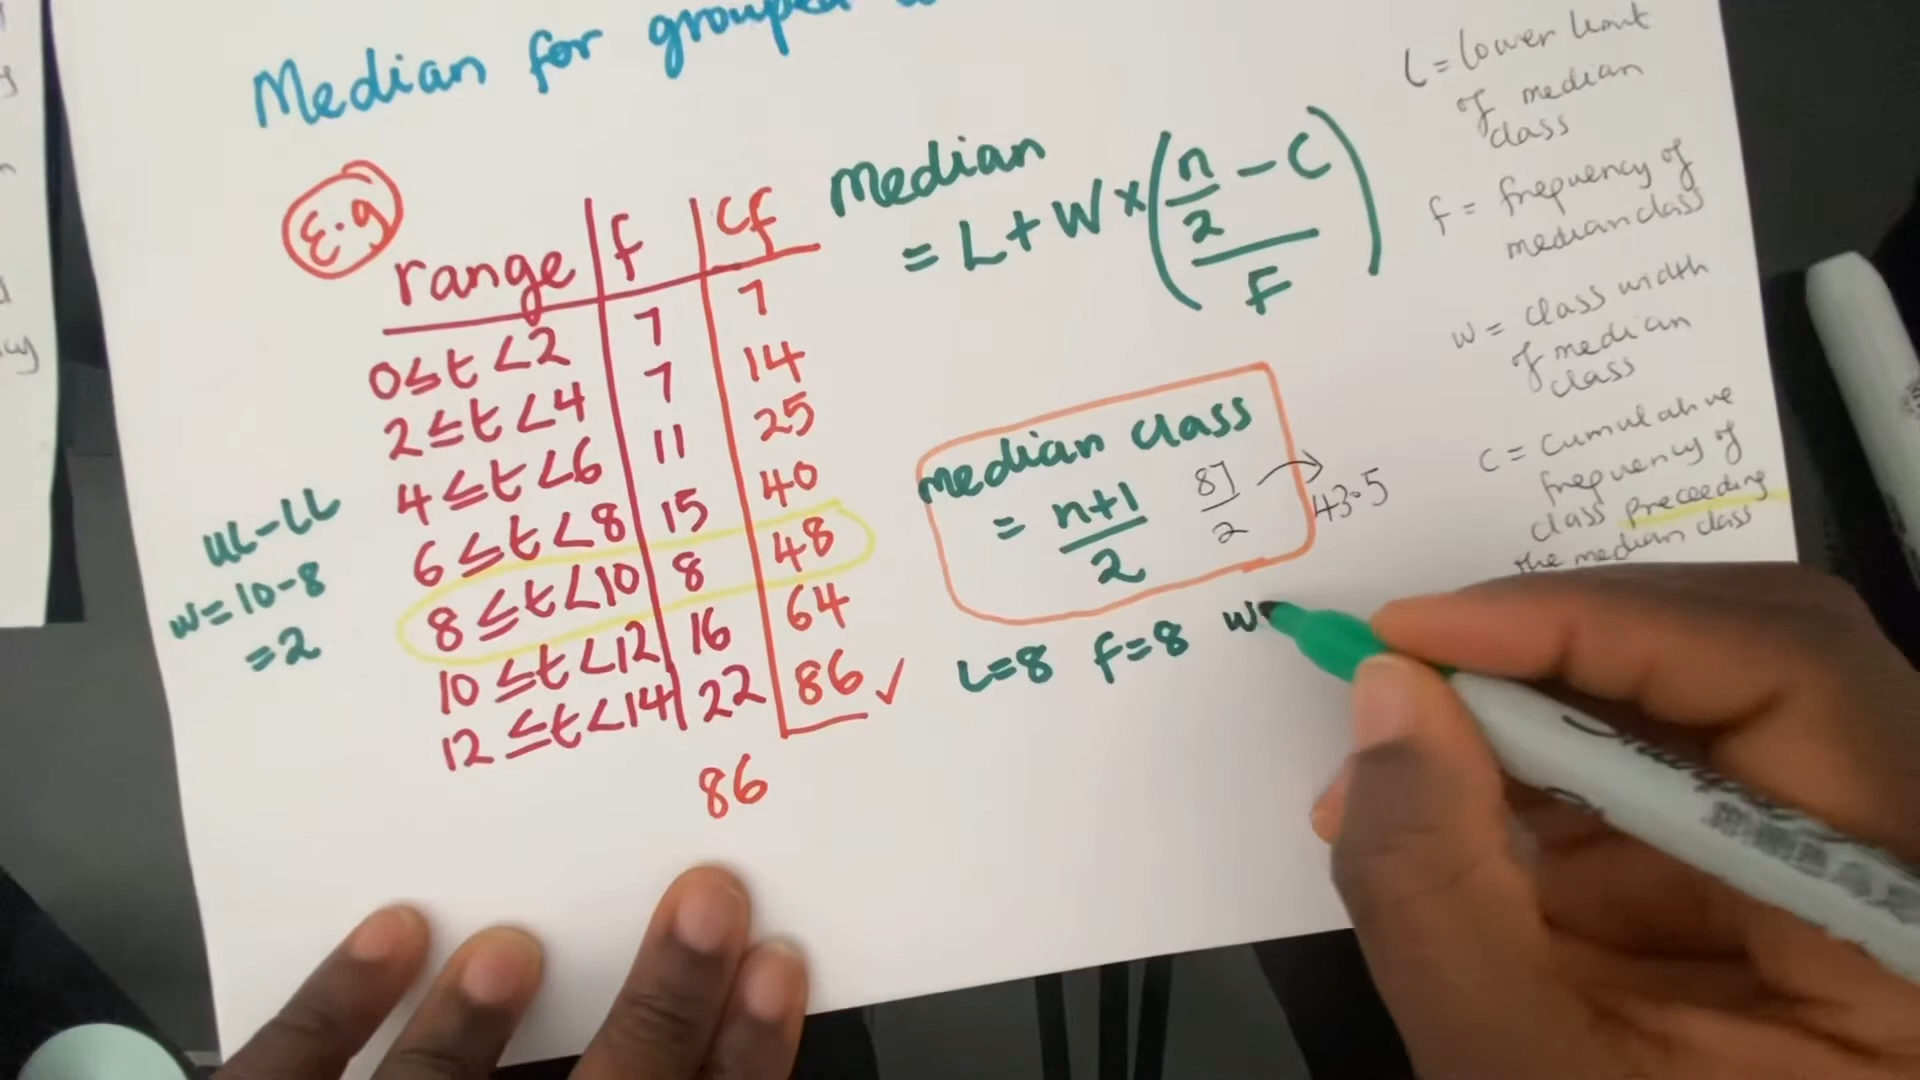 Median for grouped
E.g
range f cf
0≤t<2 7 7
2≤t<4 7 14
4≤t<6 11 25
6≤t<8 15 40
8≤t<10 8 48
10≤t<12 16 64
12≤t<14 22 86 ✓
86
UL-LL
w=10-8
=2
Median
= L+W×(n/2 - C / F)
median class
= n+1/2 87/2 → 43.5
L=8 f=8 w
L = lower limit
of median
class
f = frequency of
median class
w = class width
of median
class
C = cumulative
frequency of
class preceeding
the median class